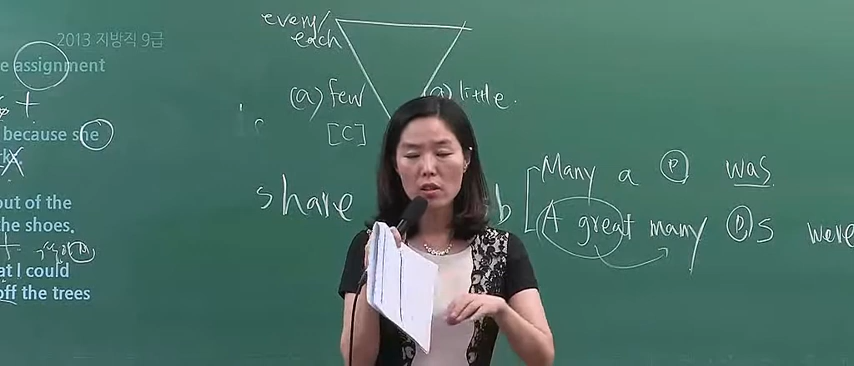 2013 지방직 9급
e assignment
because she
out of the
the shoes.
at I could
off the trees
every/
each
(a) few
(a) little.
[C]
share
b
Many a ⓟ was
A great many ⓟs were